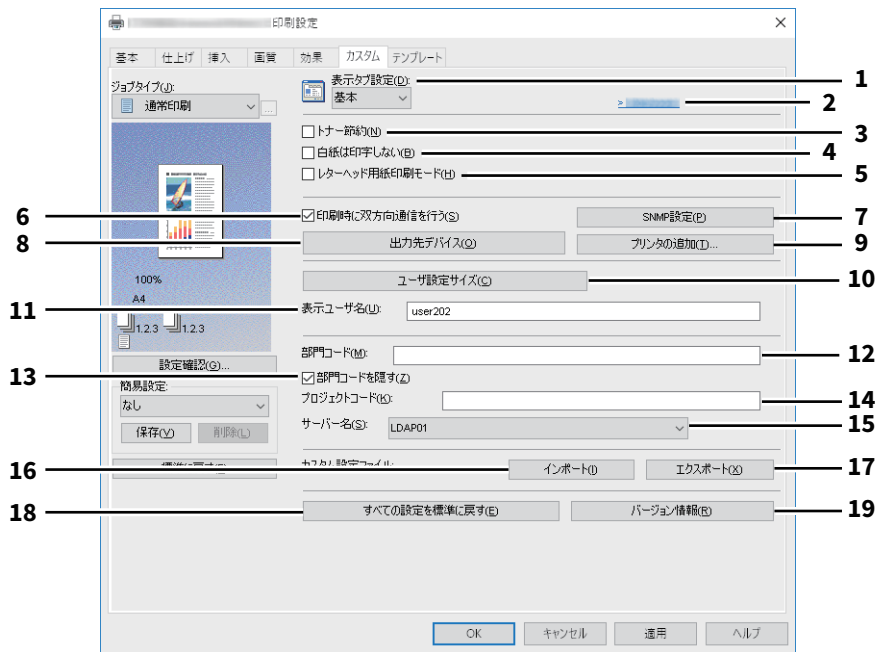 印刷設定
基本 仕上げ 挿入 画質 効果 カスタム テンプレート
ジョブタイプ(J):
通常印刷
...
100%
A4
1.2.3 1.2.3
設定確認(G)...
簡易設定:
なし
保存(V) 削除(L)
表示タブ設定(D):
基本
1
>
2
トナー節約(N)
3
白紙は印字しない(B)
4
レターヘッド用紙印刷モード(H)
5
6
印刷時に双方向通信を行う(S)
SNMP設定(P)
7
8
出力先デバイス(O)
プリンタの追加(T)...
9
ユーザ設定サイズ(C)
10
11
表示ユーザ名(U):
user202
部門コード(M):
12
13
部門コードを隠す(Z)
プロジェクトコード(K):
14
サーバー名(S):
LDAP01
15
16
カスタム設定ファイル:
インポート(I)
エクスポート(X)
17
18
すべての設定を標準に戻す(E)
バージョン情報(R)
19
OK キャンセル 適用 ヘルプ